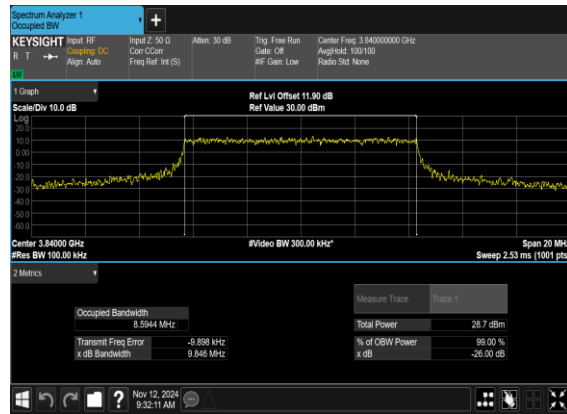 Spectrum Analyzer 1
Occupied BW
+
KEYSIGHT Input: RF Input Z: 50 Ω Atten: 30 dB Trig: Free Run Center Freq: 3.840000000 GHz
R T Coupling: DC Corr CCorr Gate: Off Avg|Hold: 100/100
Align: Auto Freq Ref: Int (S) #IF Gain: Low Radio Std: None
1 Graph
Ref Lvl Offset 11.90 dB
Scale/Div 10.0 dB Ref Value 30.00 dBm
Log
20.0
10.0
0.00
-10.0
-20.0
-30.0
-40.0
-50.0
-60.0
Center 3.84000 GHz #Video BW 300.00 kHz* Span 20 MHz
#Res BW 100.00 kHz Sweep 2.53 ms (1001 pts
2 Metrics
Measure Trace Trace 1
Occupied Bandwidth
8.5944 MHz Total Power 28.7 dBm
Transmit Freq Error -9.898 kHz % of OBW Power 99.00 %
x dB Bandwidth 9.846 MHz x dB -26.00 dB
? Nov 12, 2024
9:32:11 AM